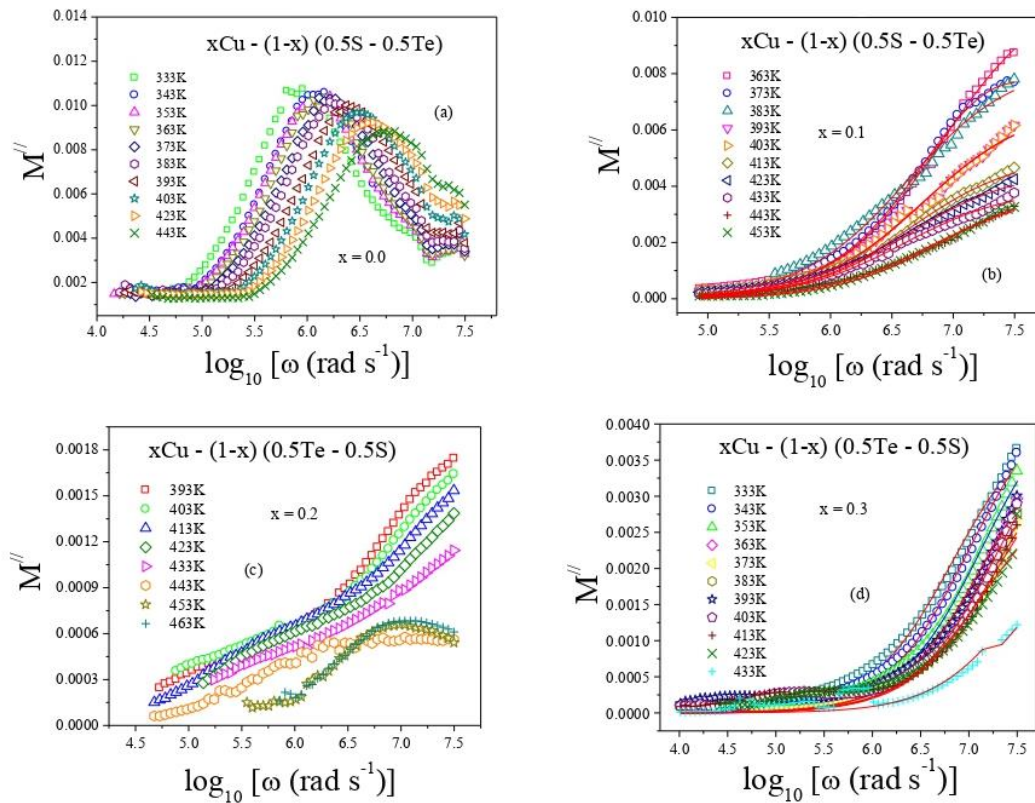 xCu - (1-x) (0.5S - 0.5Te)
M//
0.014
0.012
0.010
0.008
0.006
0.004
0.002
333K
343K
353K
363K
373K
383K
393K
403K
423K
443K
(a)
x = 0.0
4.0 4.5 5.0 5.5 6.0 6.5 7.0 7.5
log10 [ω (rad s-1)]
xCu - (1-x) (0.5S - 0.5Te)
M//
0.010
0.008
0.006
0.004
0.002
0.000
363K
373K
383K
393K
403K
413K
423K
433K
443K
453K
x = 0.1
(b)
5.0 5.5 6.0 6.5 7.0 7.5
log10 [ω (rad s-1)]
xCu - (1-x) (0.5Te - 0.5S)
M//
0.0018
0.0015
0.0012
0.0009
0.0006
0.0003
0.0000
393K
403K
413K
423K
433K
443K
453K
463K
x = 0.2
(c)
4.5 5.0 5.5 6.0 6.5 7.0 7.5
log10 [ω (rad s-1)]
xCu - (1-x) (0.5Te - 0.5S)
M//
0.0040
0.0035
0.0030
0.0025
0.0020
0.0015
0.0010
0.0005
0.0000
333K
343K
353K
363K
373K
383K
393K
403K
413K
423K
433K
x = 0.3
(d)
4.0 4.5 5.0 5.5 6.0 6.5 7.0 7.5
log10 [ω (rad s-1)]